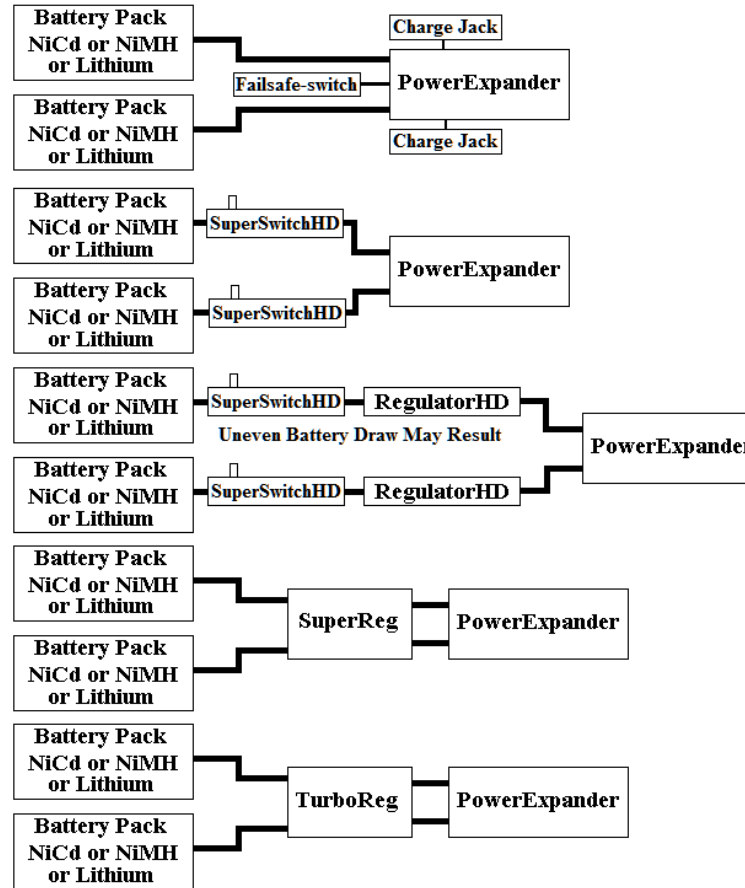 Battery Pack
NiCd or NiMH
or Lithium
Charge Jack
Failsafe-switch
PowerExpander
Battery Pack
NiCd or NiMH
or Lithium
Charge Jack
Battery Pack
NiCd or NiMH
or Lithium
SuperSwitchHD
PowerExpander
Battery Pack
NiCd or NiMH
or Lithium
SuperSwitchHD
Battery Pack
NiCd or NiMH
or Lithium
SuperSwitchHD
RegulatorHD
Uneven Battery Draw May Result
PowerExpander
Battery Pack
NiCd or NiMH
or Lithium
SuperSwitchHD
RegulatorHD
Battery Pack
NiCd or NiMH
or Lithium
SuperReg
PowerExpander
Battery Pack
NiCd or NiMH
or Lithium
Battery Pack
NiCd or NiMH
or Lithium
TurboReg
PowerExpander
Battery Pack
NiCd or NiMH
or Lithium